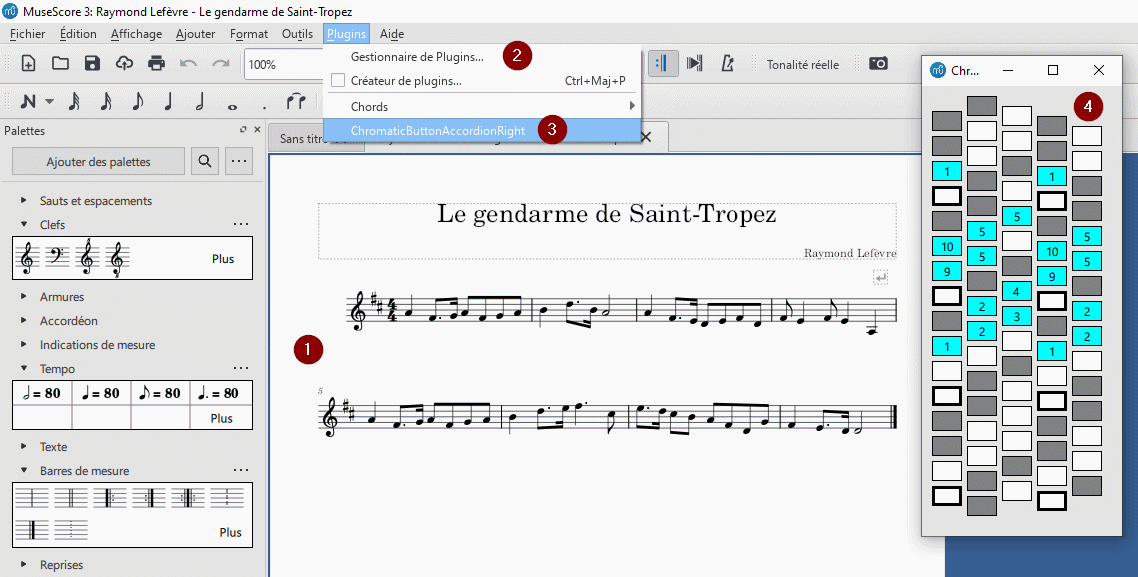 MuseScore 3: Raymond Lefèvre - Le gendarme de Saint-Tropez
Fichier Édition Affichage Ajouter Format Outils Plugins Aide
Gestionnaire de Plugins... 2
Créateur de plugins... Ctrl+Maj+P
Chords
ChromaticButtonAccordionRight 3
100%
Tonalité réelle
Palettes
Sans titre
Ajouter des palettes ...
Sauts et espacements
Clefs ...
Plus
Armures
Accordéon
Indications de mesure
Tempo ...
= 80 = 80 = 80 = 80
Plus
Texte
Barres de mesure ...
Plus
Reprises
Le gendarme de Saint-Tropez
Raymond Lefèvre
1
5
Chr...
4
1 1
5
5 5
10 10
5 5
9 9
4
2 2
3
2 2
1 1